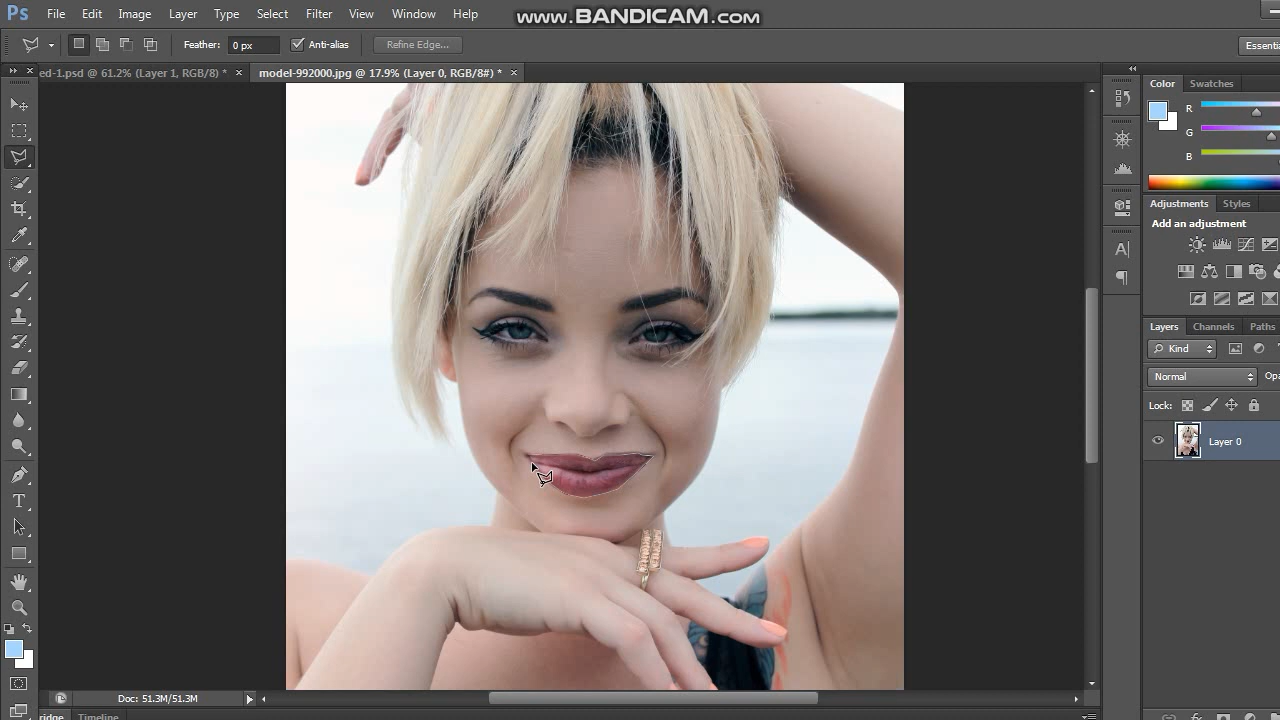 Ps File Edit Image Layer Type Select Filter View Window Help
www.BANDICAM.com
Feather: 0 px Anti-alias Refine Edge...
ed-1.psd @ 61.2% (Layer 1, RGB/8) * × model-992000.jpg @ 17.9% (Layer 0, RGB/8#) * ×
Color Swatches
R
G
B
Adjustments Styles
Add an adjustment
Layers Channels Paths
Kind
Normal
Lock:
Layer 0
Doc: 51.3M/51.3M
Timeline